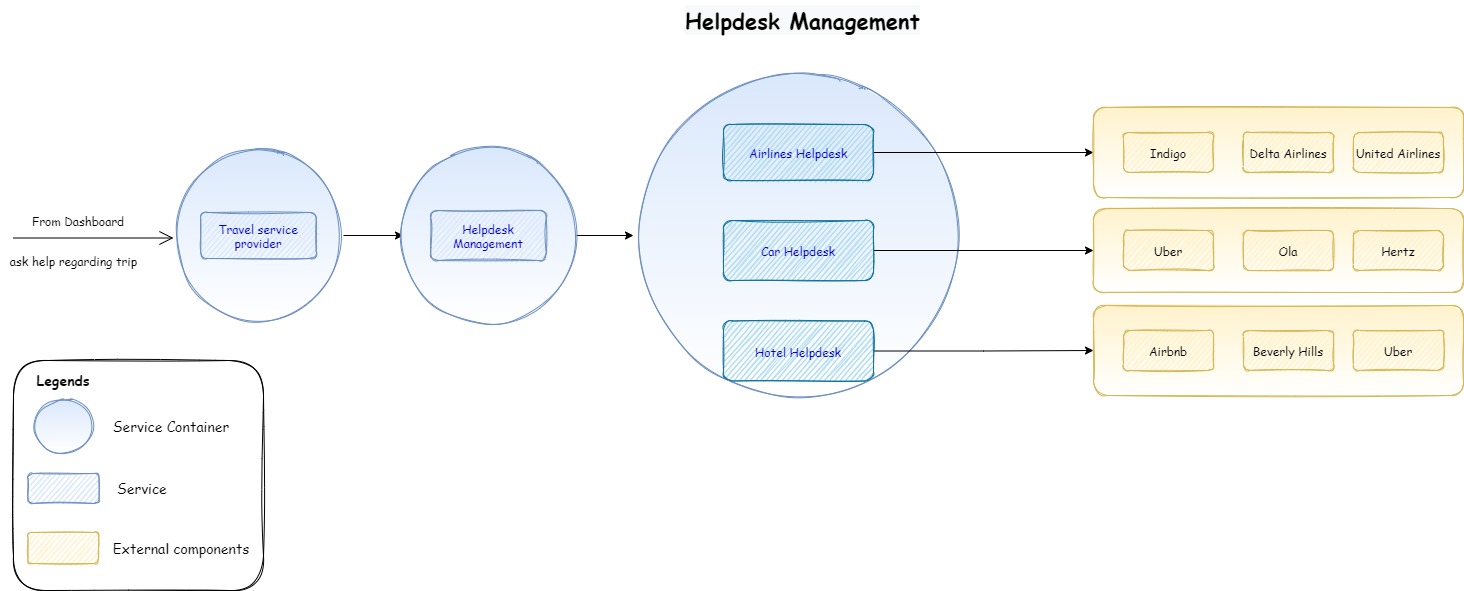 Helpdesk Management
From Dashboard
ask help regarding trip
Travel service
provider
Helpdesk
Management
Airlines Helpdesk
Car Helpdesk
Hotel Helpdesk
Indigo
Delta Airlines
United Airlines
Uber
Ola
Hertz
Airbnb
Beverly Hills
Uber
Legends
Service Container
Service
External components